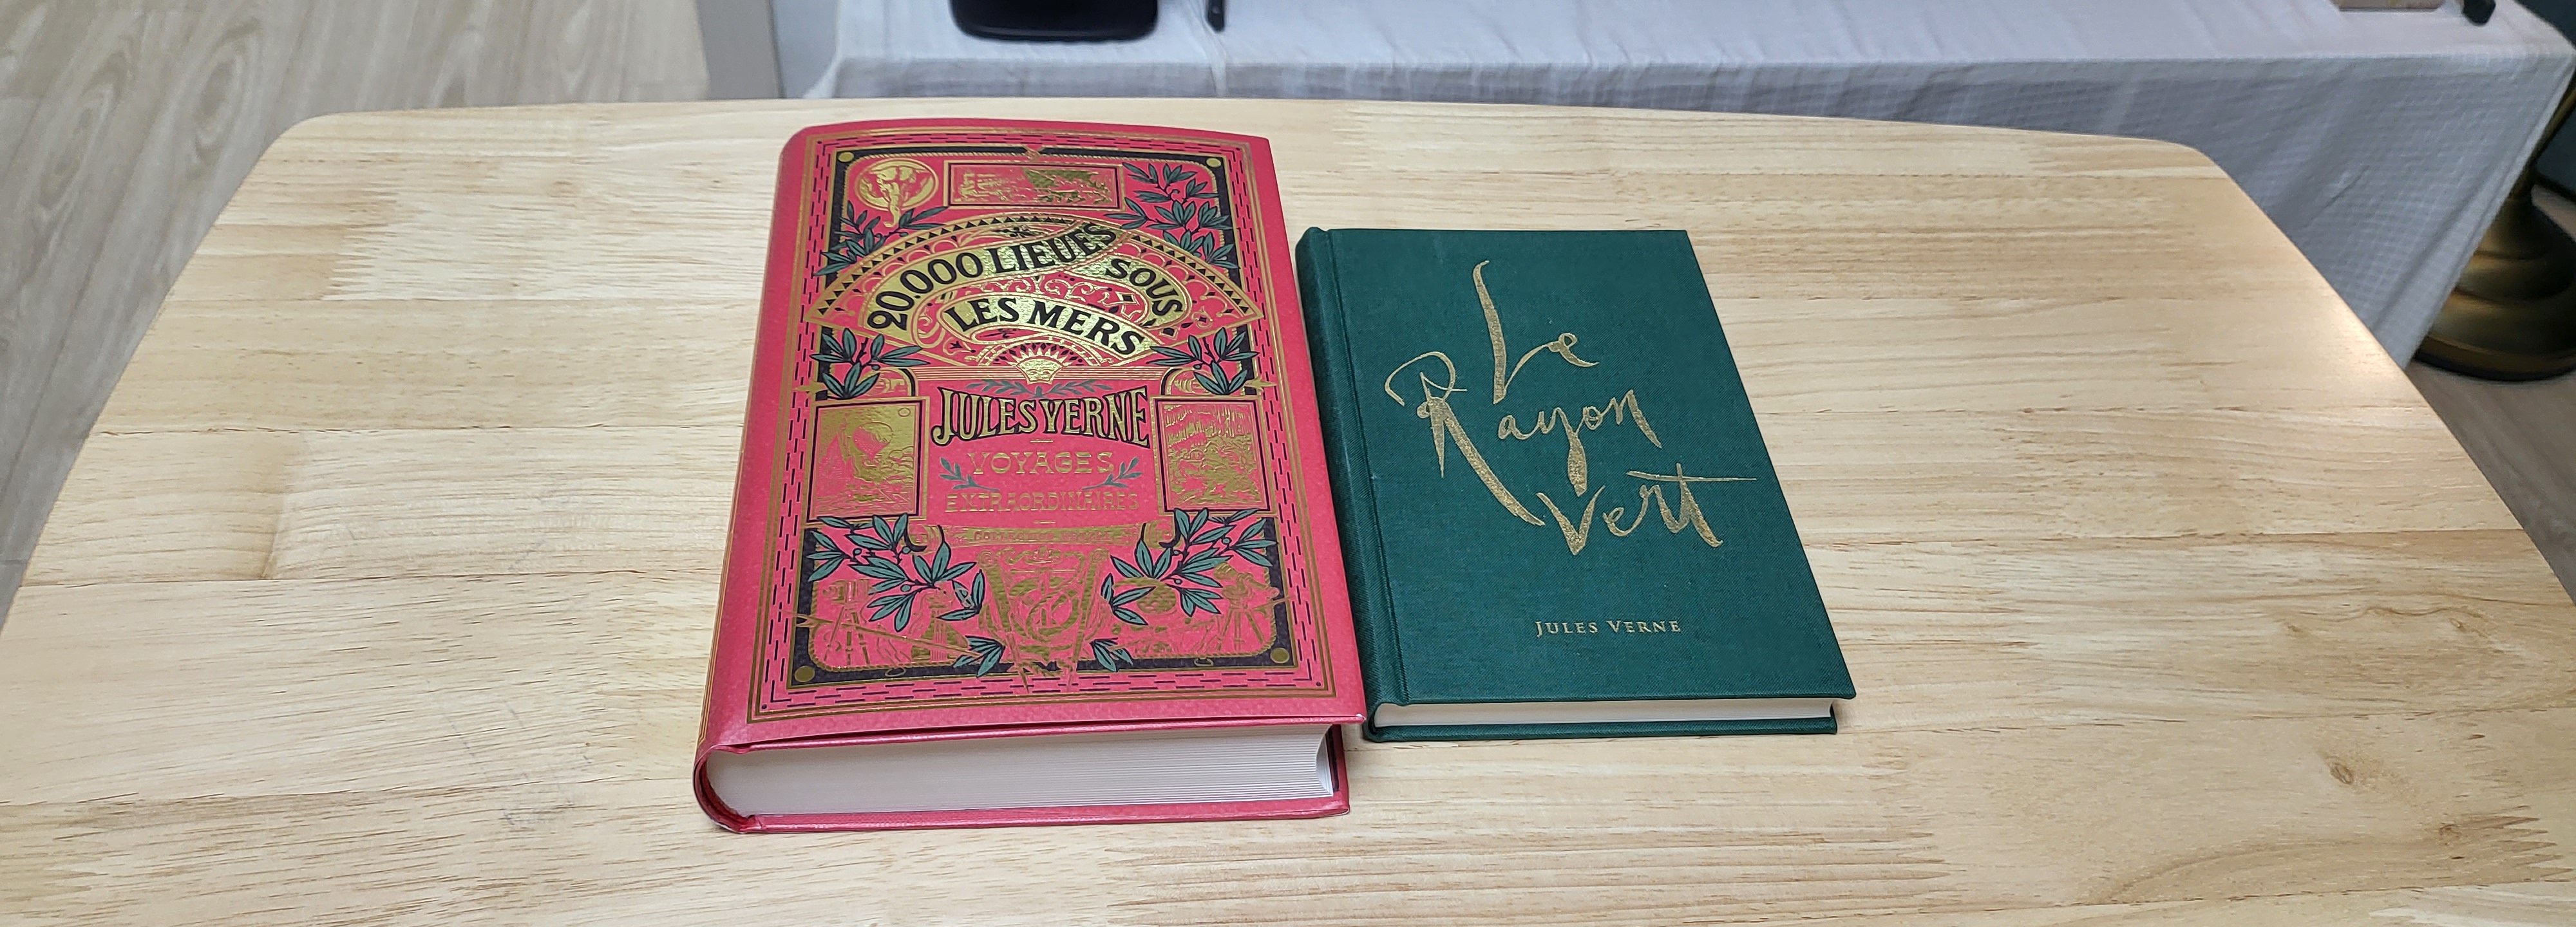 20.000 LIEUES SOUS
LES MERS
JULES VERNE
VOYAGES
EXTRAORDINAIRES
Le
Rayon
Vert
JULES VERNE